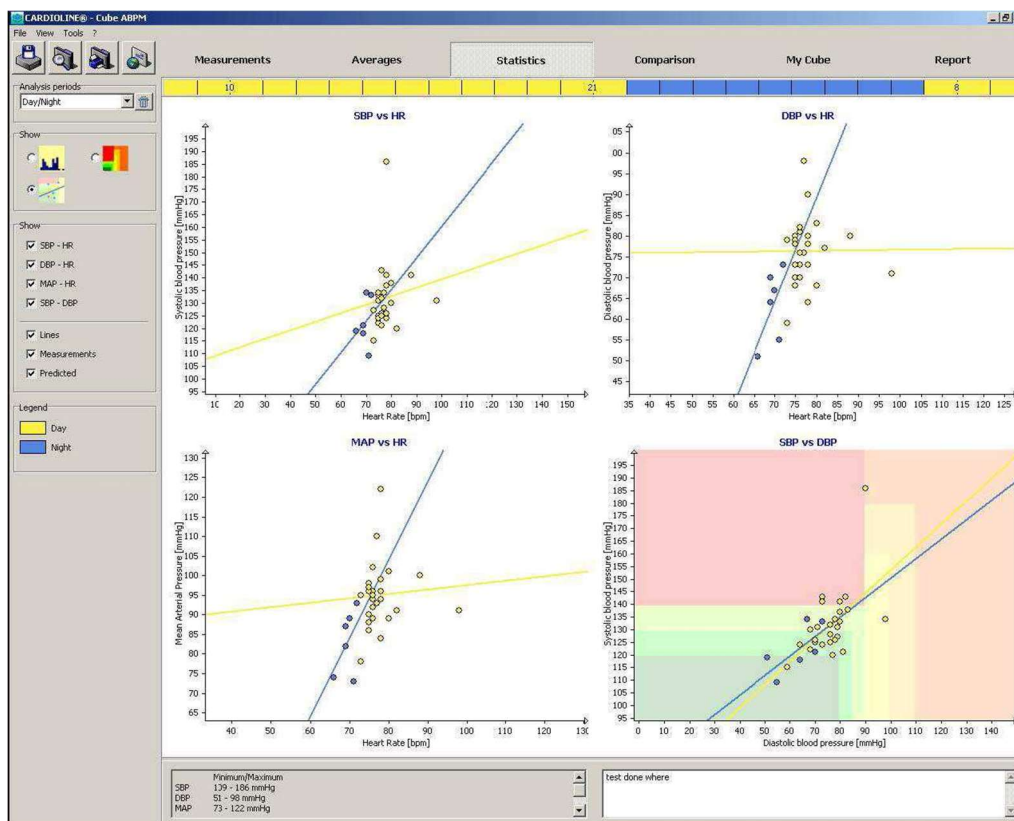 CARDIOLINE® - Cube ABPM
File View Tools ?
Measurements Averages Statistics Comparison My Cube Report
Analysis periods
Day/Night
10 21 8
Show
Show
SBP - HR
DBP - HR
MAP - HR
SBP - DBP
Lines
Measurements
Predicted
Legend
Day
Night
SBP vs HR
Systolic blood pressure [mmHg]
195
190
185
180
175
170
165
160
155
150
145
140
135
130
125
120
115
110
105
100
95
94
10 20 30 40 50 60 70 80 90 100 110 120 130 140 150
Heart Rate [bpm]
DBP vs HR
Diastolic blood pressure [mmHg]
05
00
95
90
85
80
75
70
65
60
55
50
45
35 40 45 50 55 60 65 70 75 80 85 90 95 100 105 110 115 120 125
Heart Rate [bpm]
MAP vs HR
Mean Arterial Pressure [mmHg]
130
125
120
115
110
105
100
95
90
85
80
75
70
65
40 50 60 70 80 90 100 110 120 130
Heart Rate [bpm]
SBP vs DBP
Systolic blood pressure [mmHg]
195
190
185
180
175
170
165
160
155
150
145
140
135
130
125
120
115
110
105
100
95
94
0 10 20 30 40 50 60 70 80 90 100 110 120 130 140
Diastolic blood pressure [mmHg]
Minimum/Maximum
SBP 109 - 186 mmHg
DBP 51 - 98 mmHg
MAP 73 - 122 mmHg
test done where